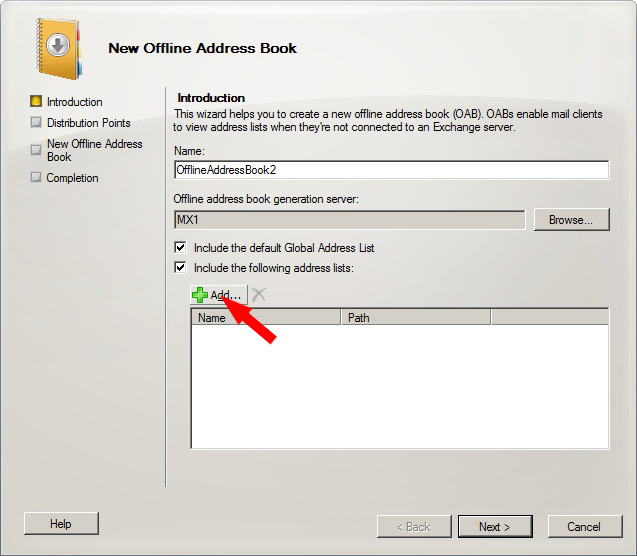 New Offline Address Book
Introduction
Distribution Points
New Offline Address
Book
Completion
Introduction
This wizard helps you to create a new offline address book (OAB). OABs enable mail clients
to view address lists when they're not connected to an Exchange server.
Name:
OfflineAddressBook2
Offline address book generation server:
MX1
Browse...
Include the default Global Address List
Include the following address lists:
Add...
Name Path
Help
< Back Next > Cancel